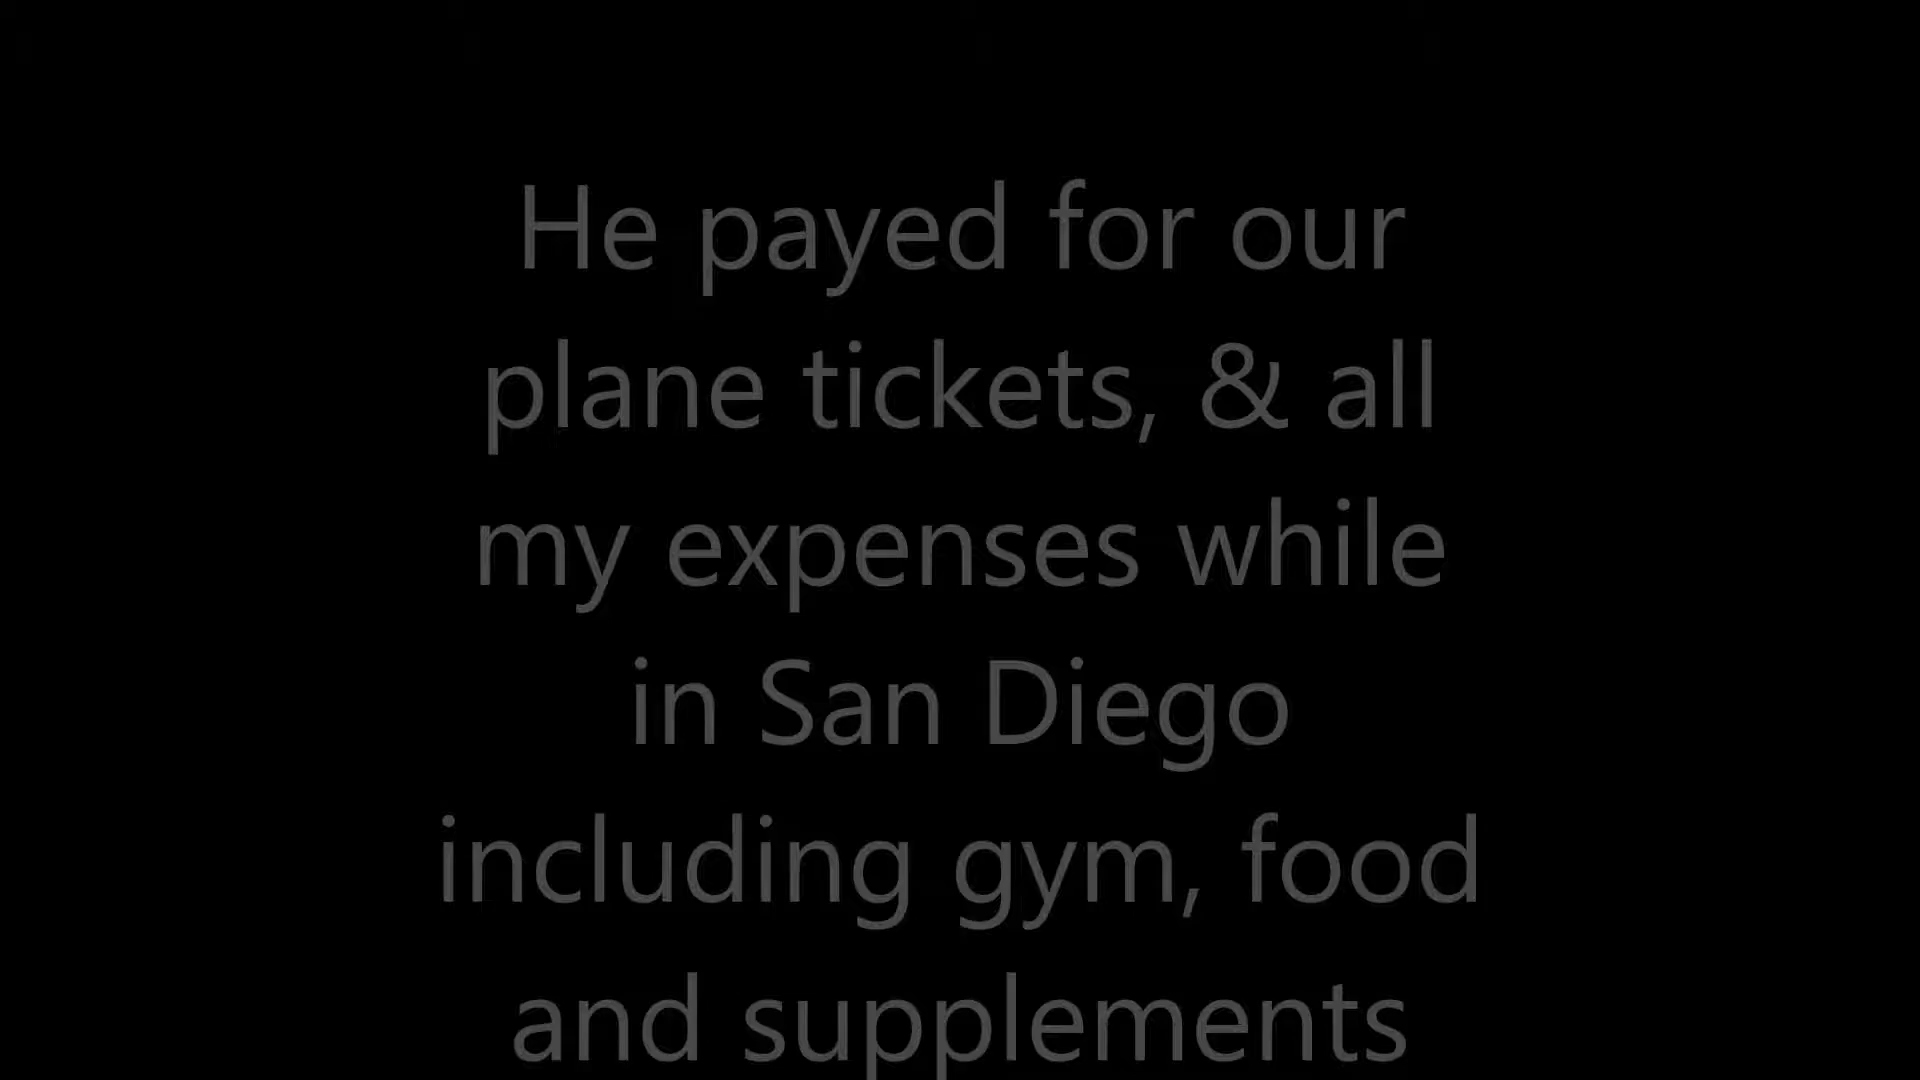 He payed for our
plane tickets, & all
my expenses while
in San Diego
including gym, food
and supplements